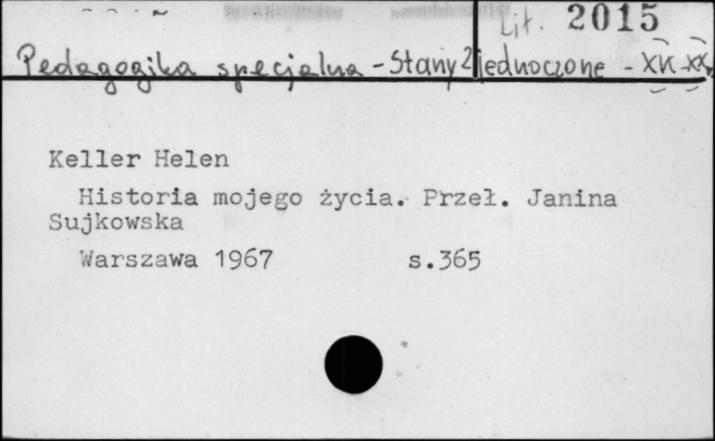 Lit. 2015
Pedagogika specjalna - Stany Zjednoczone - XIX-XX w.
Keller Helen
Historia mojego życia. Przeł. Janina
Sujkowska
Warszawa 1967 s.365